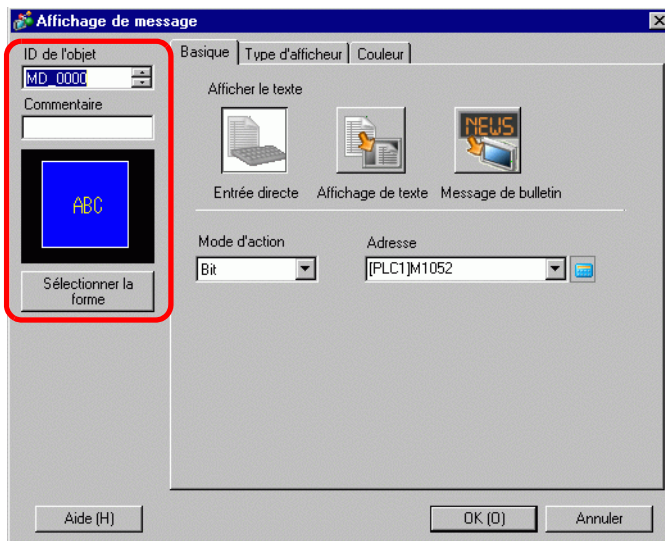 Affichage de message
ID de l'objet
MD_0000
Commentaire
ABC
Sélectionner la
forme
Basique
Type d'afficheur
Couleur
Afficher le texte
NEWS
Entrée directe
Affichage de texte
Message de bulletin
Mode d'action
Adresse
Bit
[PLC1]M1052
Aide (H)
OK (O)
Annuler